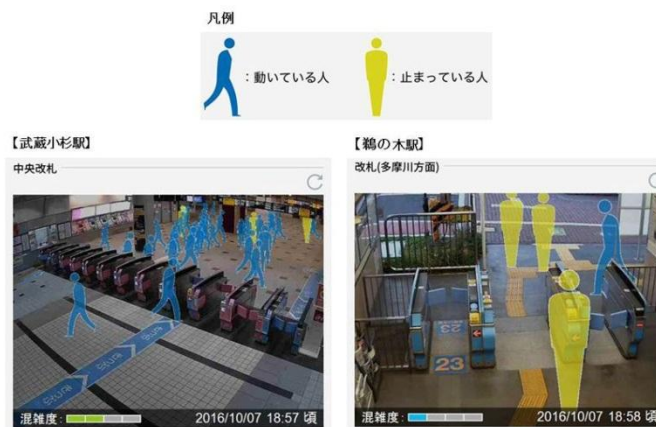 凡例
：動いている人
：止まっている人
【武蔵小杉駅】
中央改札
混雑度：
2016/10/07 18:57 頃
【鵜の木駅】
改札(多摩川方面)
23
23
混雑度：
2016/10/07 18:58 頃